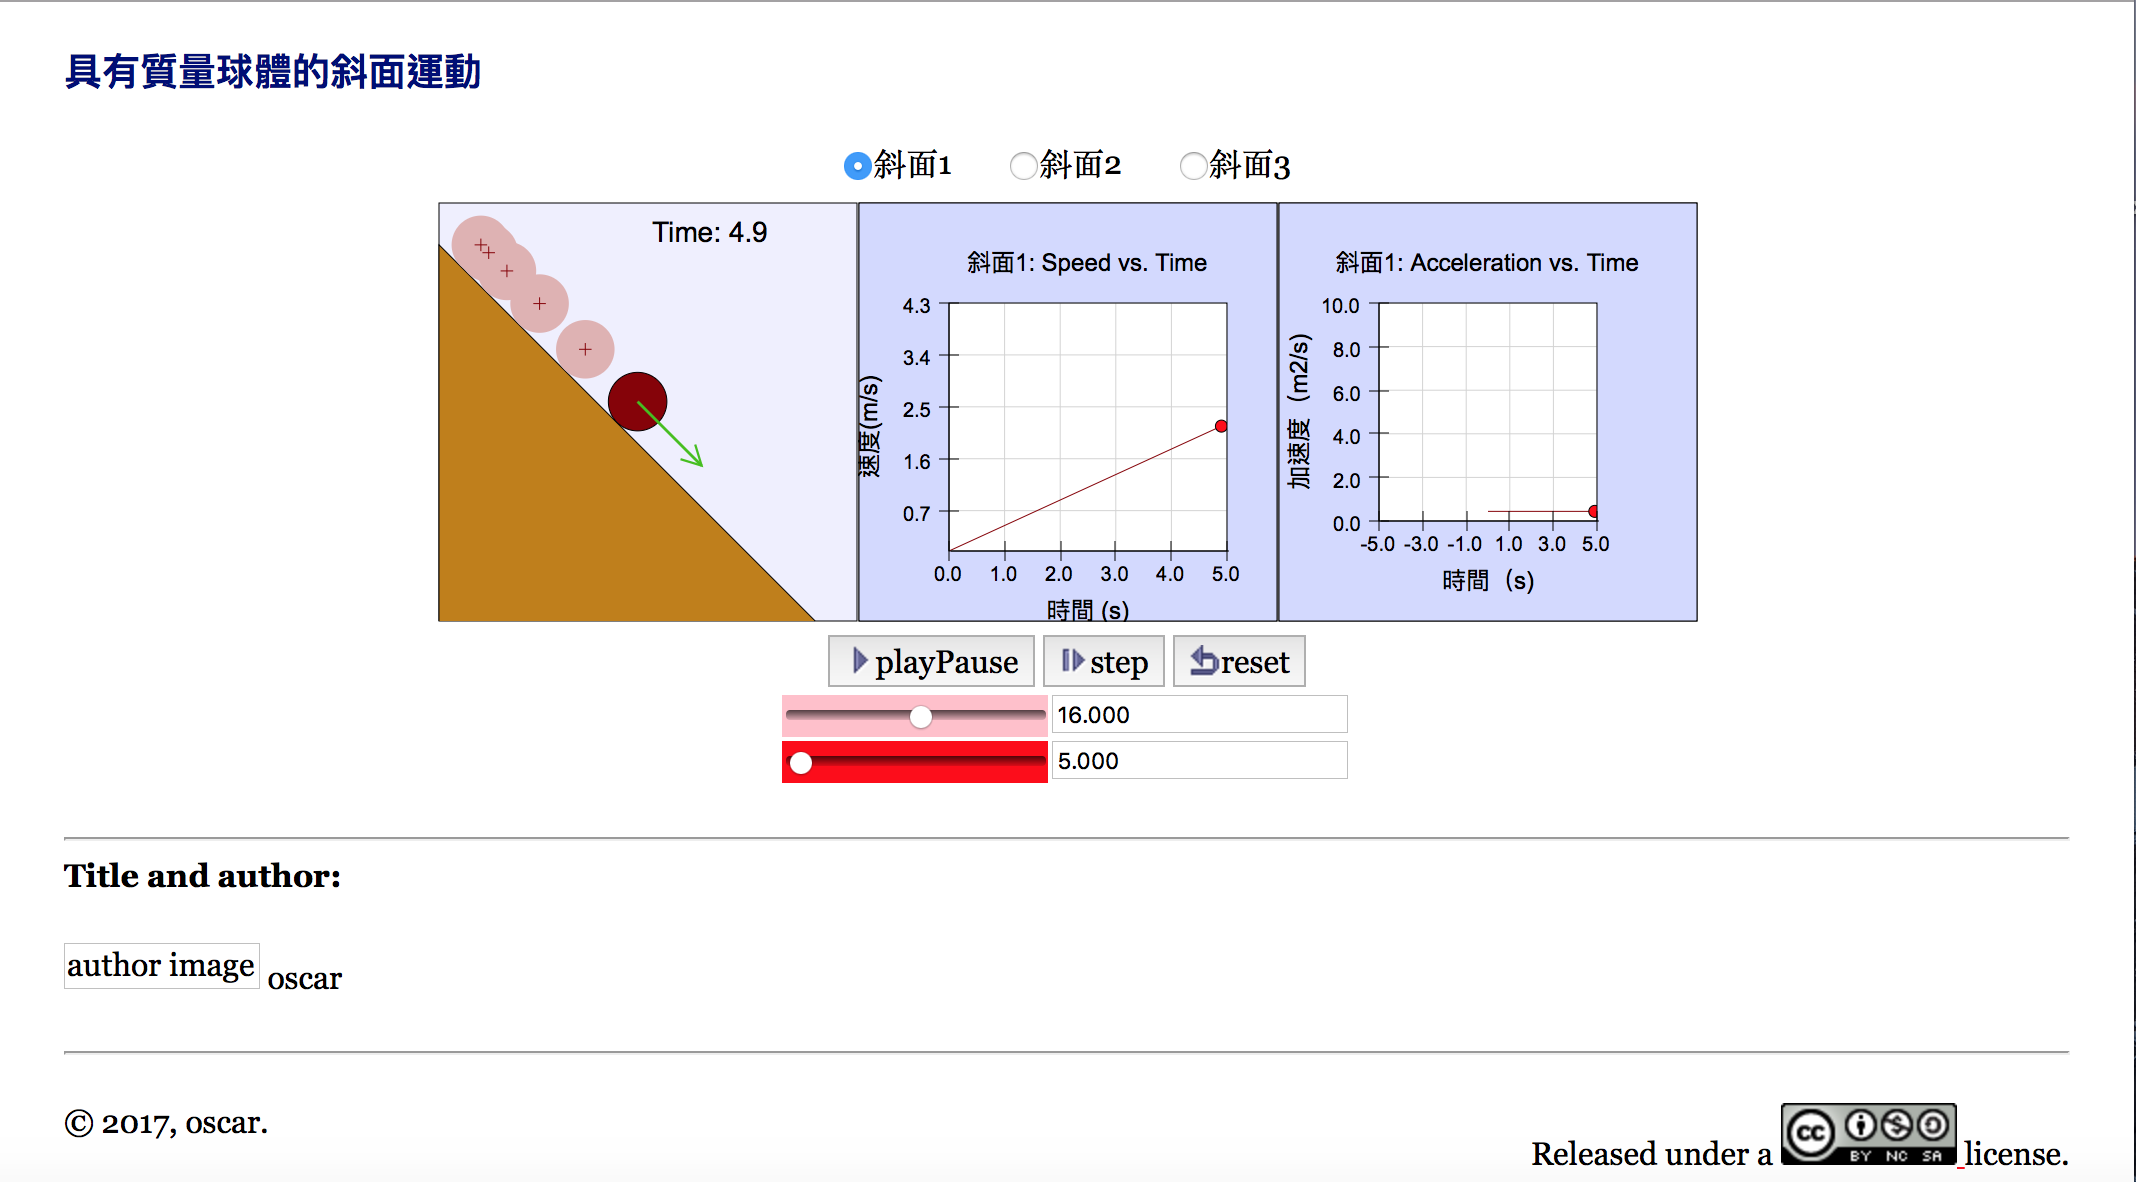 具有質量球體的斜面運動
斜面1 斜面2 斜面3
Time: 4.9
斜面1: Speed vs. Time
4.3
3.4
2.5
1.6
0.7
速度(m/s)
0.0 1.0 2.0 3.0 4.0 5.0
時間 (s)
斜面1: Acceleration vs. Time
10.0
8.0
6.0
4.0
2.0
0.0
加速度（m2/s)
-5.0 -3.0 -1.0 1.0 3.0 5.0
時間（s)
playPause step reset
16.000
5.000
Title and author:
author image oscar
© 2017, oscar.
Released under a cc BY NC SA license.